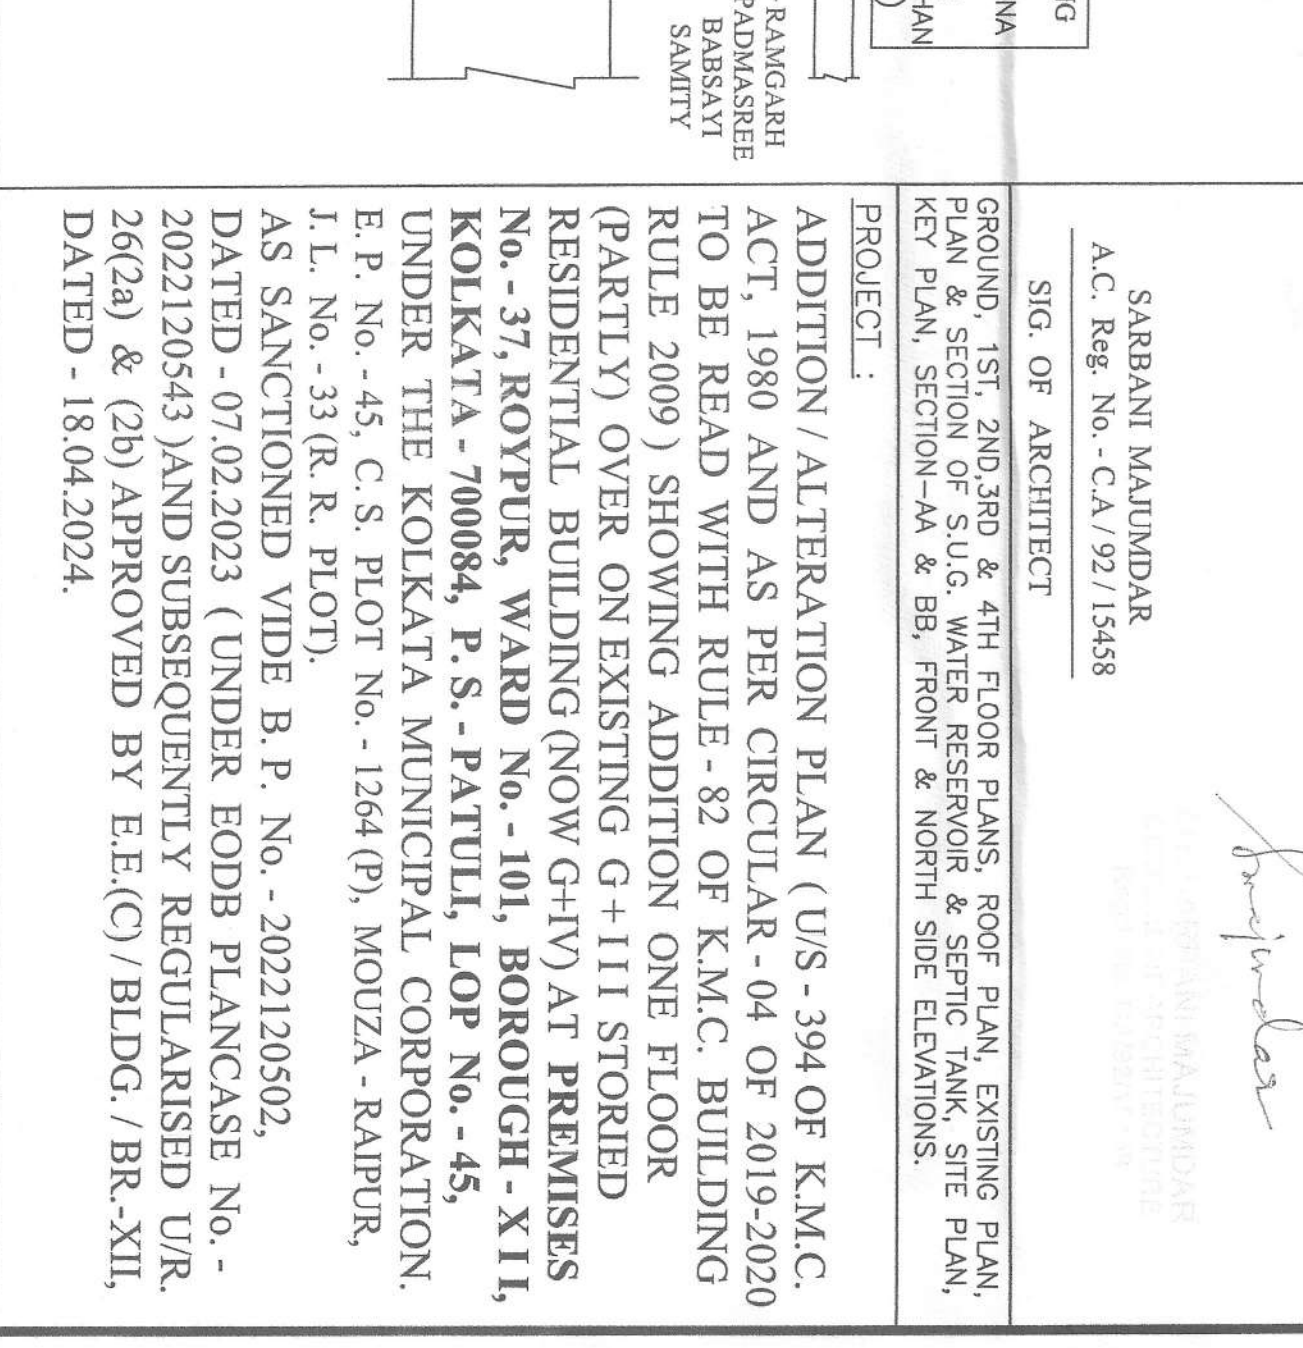 SARBANI MAJUMDAR
A.C. Reg. No. - C.A / 92 / 15458
SIG. OF ARCHITECT
GROUND, 1ST, 2ND,3RD & 4TH FLOOR PLANS, ROOF PLAN, EXISTING PLAN,
PLAN & SECTION OF S.U.G. WATER RESERVOIR & SEPTIC TANK, SITE PLAN,
KEY PLAN, SECTION-AA & BB, FRONT & NORTH SIDE ELEVATIONS.
PROJECT :
ADDITION / ALTERATION PLAN ( U/S - 394 OF K.M.C.
ACT, 1980 AND AS PER CIRCULAR - 04 OF 2019-2020
TO BE READ WITH RULE - 82 OF K.M.C. BUILDING
RULE 2009 ) SHOWING ADDITION ONE FLOOR
(PARTLY) OVER ON EXISTING G + I I I STORIED
RESIDENTIAL BUILDING (NOW G+IV) AT PREMISES
No. - 37, ROYPUR, WARD No. - 101, BOROUGH - X I I,
KOLKATA - 700084, P. S. - PATULI, LOP No. - 45,
UNDER THE KOLKATA MUNICIPAL CORPORATION.
E. P. No. - 45, C. S. PLOT No. - 1264 (P), MOUZA - RAIPUR,
J. L. No. - 33 (R. R. PLOT).
AS SANCTIONED VIDE B. P. No. - 2022120502,
DATED - 07.02.2023 ( UNDER EODB PLANCASE No. -
2022120543 )AND SUBSEQUENTLY REGULARISED U/R.
26(2a) & (2b) APPROVED BY E.E.(C) / BLDG. / BR.-XII,
DATED - 18.04.2024.
RAMGARH
PADMASREE
BABSAYI
SAMITY
NG
NA
HAN
)
Smajumdar
SARBANI MAJUMDAR